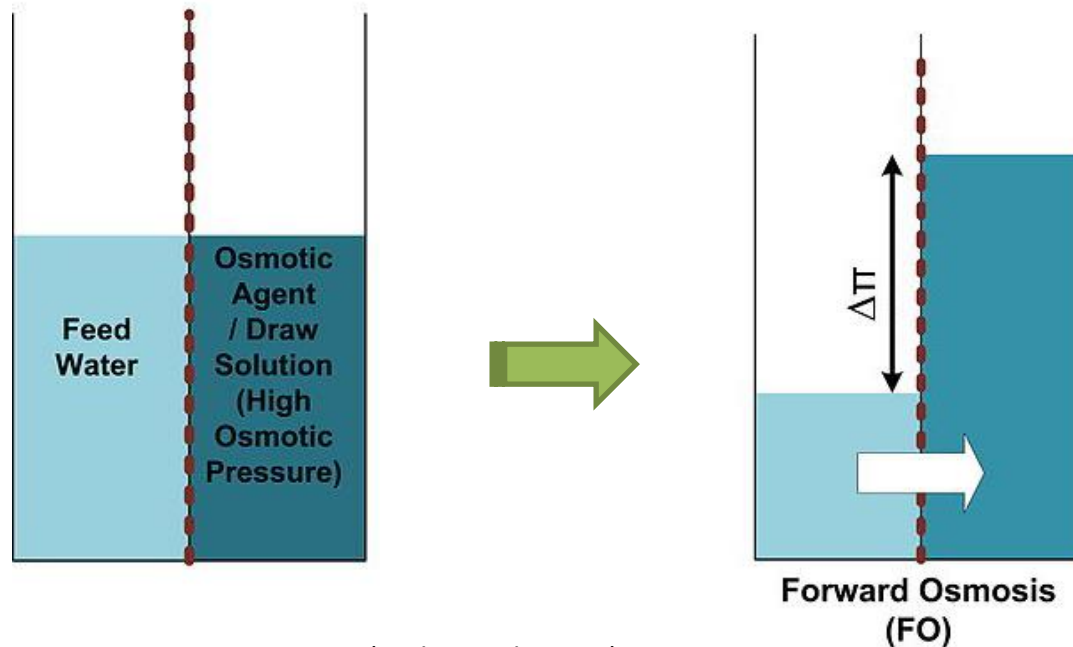 Feed
Water
Osmotic
Agent
/ Draw
Solution
(High
Osmotic
Pressure)
Δπ
Forward Osmosis
(FO)